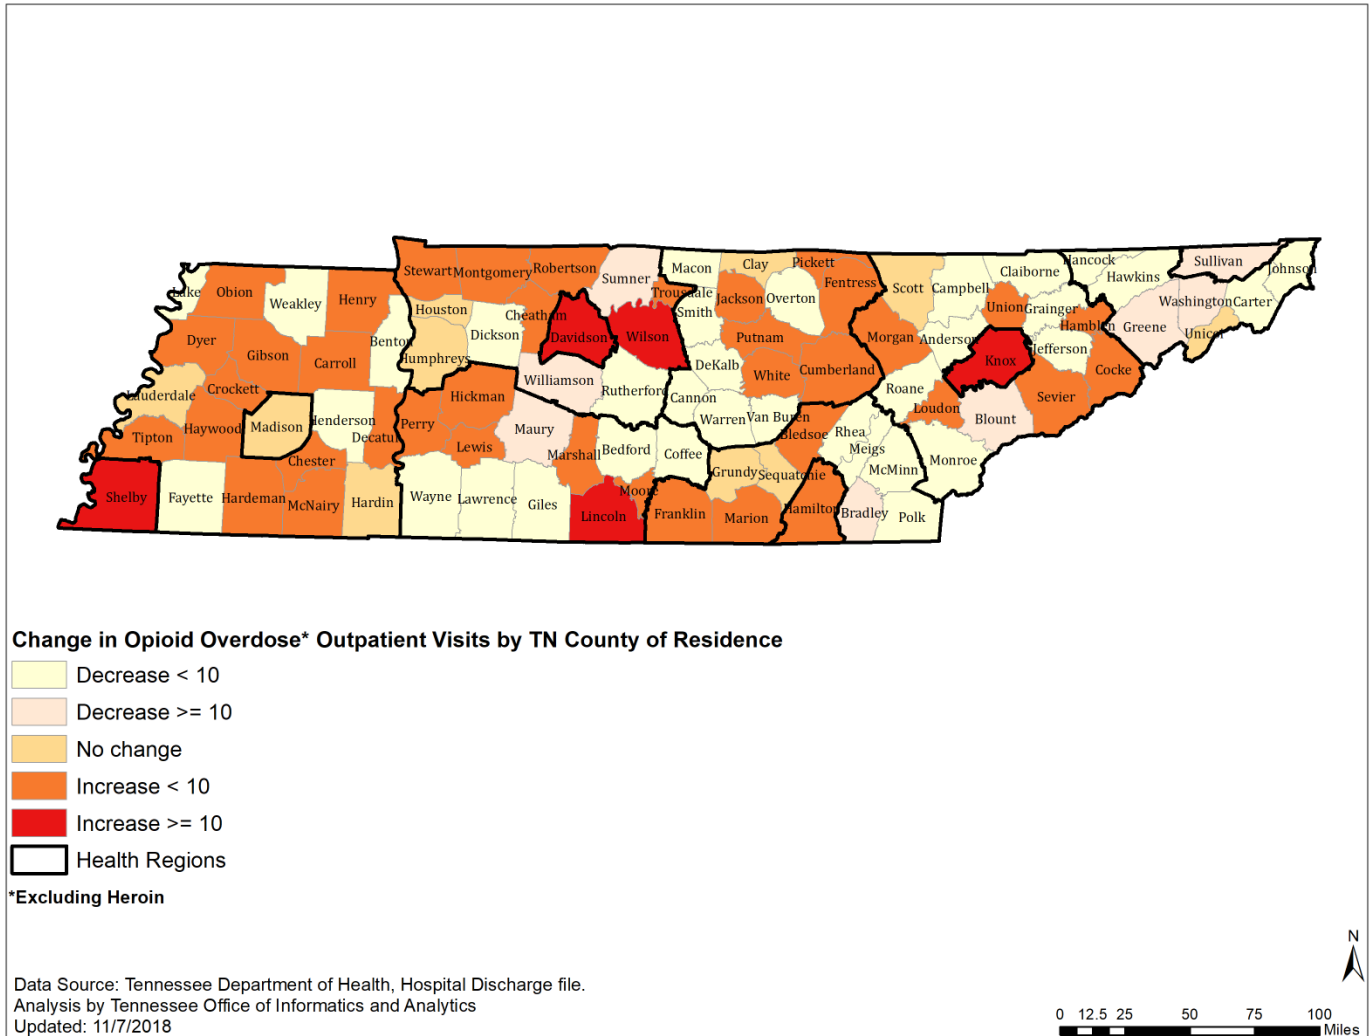 Stewart Montgomery Robertson Sumner Macon Clay Pickett Fentress Scott Campbell Claiborne Hancock Hawkins Sullivan Johnson
Lake Obion Weakley Henry Houston Cheatham Trousdale Smith Jackson Overton Union Grainger Hamblen Washington Carter
Dyer Gibson Carroll Benton Humphreys Dickson Davidson Wilson Putnam Morgan Anderson Knox Jefferson Greene Unicoi
Lauderdale Crockett Williamson Rutherford DeKalb White Cumberland Roane Loudon Sevier Cocke
Tipton Haywood Madison Henderson Decatur Perry Hickman Maury Cannon Warren Van Buren Bledsoe Rhea Meigs Blount
Chester Lewis Marshall Bedford Coffee Grundy Sequatchie McMinn Monroe
Shelby Fayette Hardeman McNairy Hardin Wayne Lawrence Giles Lincoln Moore Franklin Marion Hamilton Bradley Polk
Change in Opioid Overdose* Outpatient Visits by TN County of Residence
Decrease < 10
Decrease >= 10
No change
Increase < 10
Increase >= 10
Health Regions
*Excluding Heroin
Data Source: Tennessee Department of Health, Hospital Discharge file.
Analysis by Tennessee Office of Informatics and Analytics
Updated: 11/7/2018
N
0 12.5 25 50 75 100
Miles